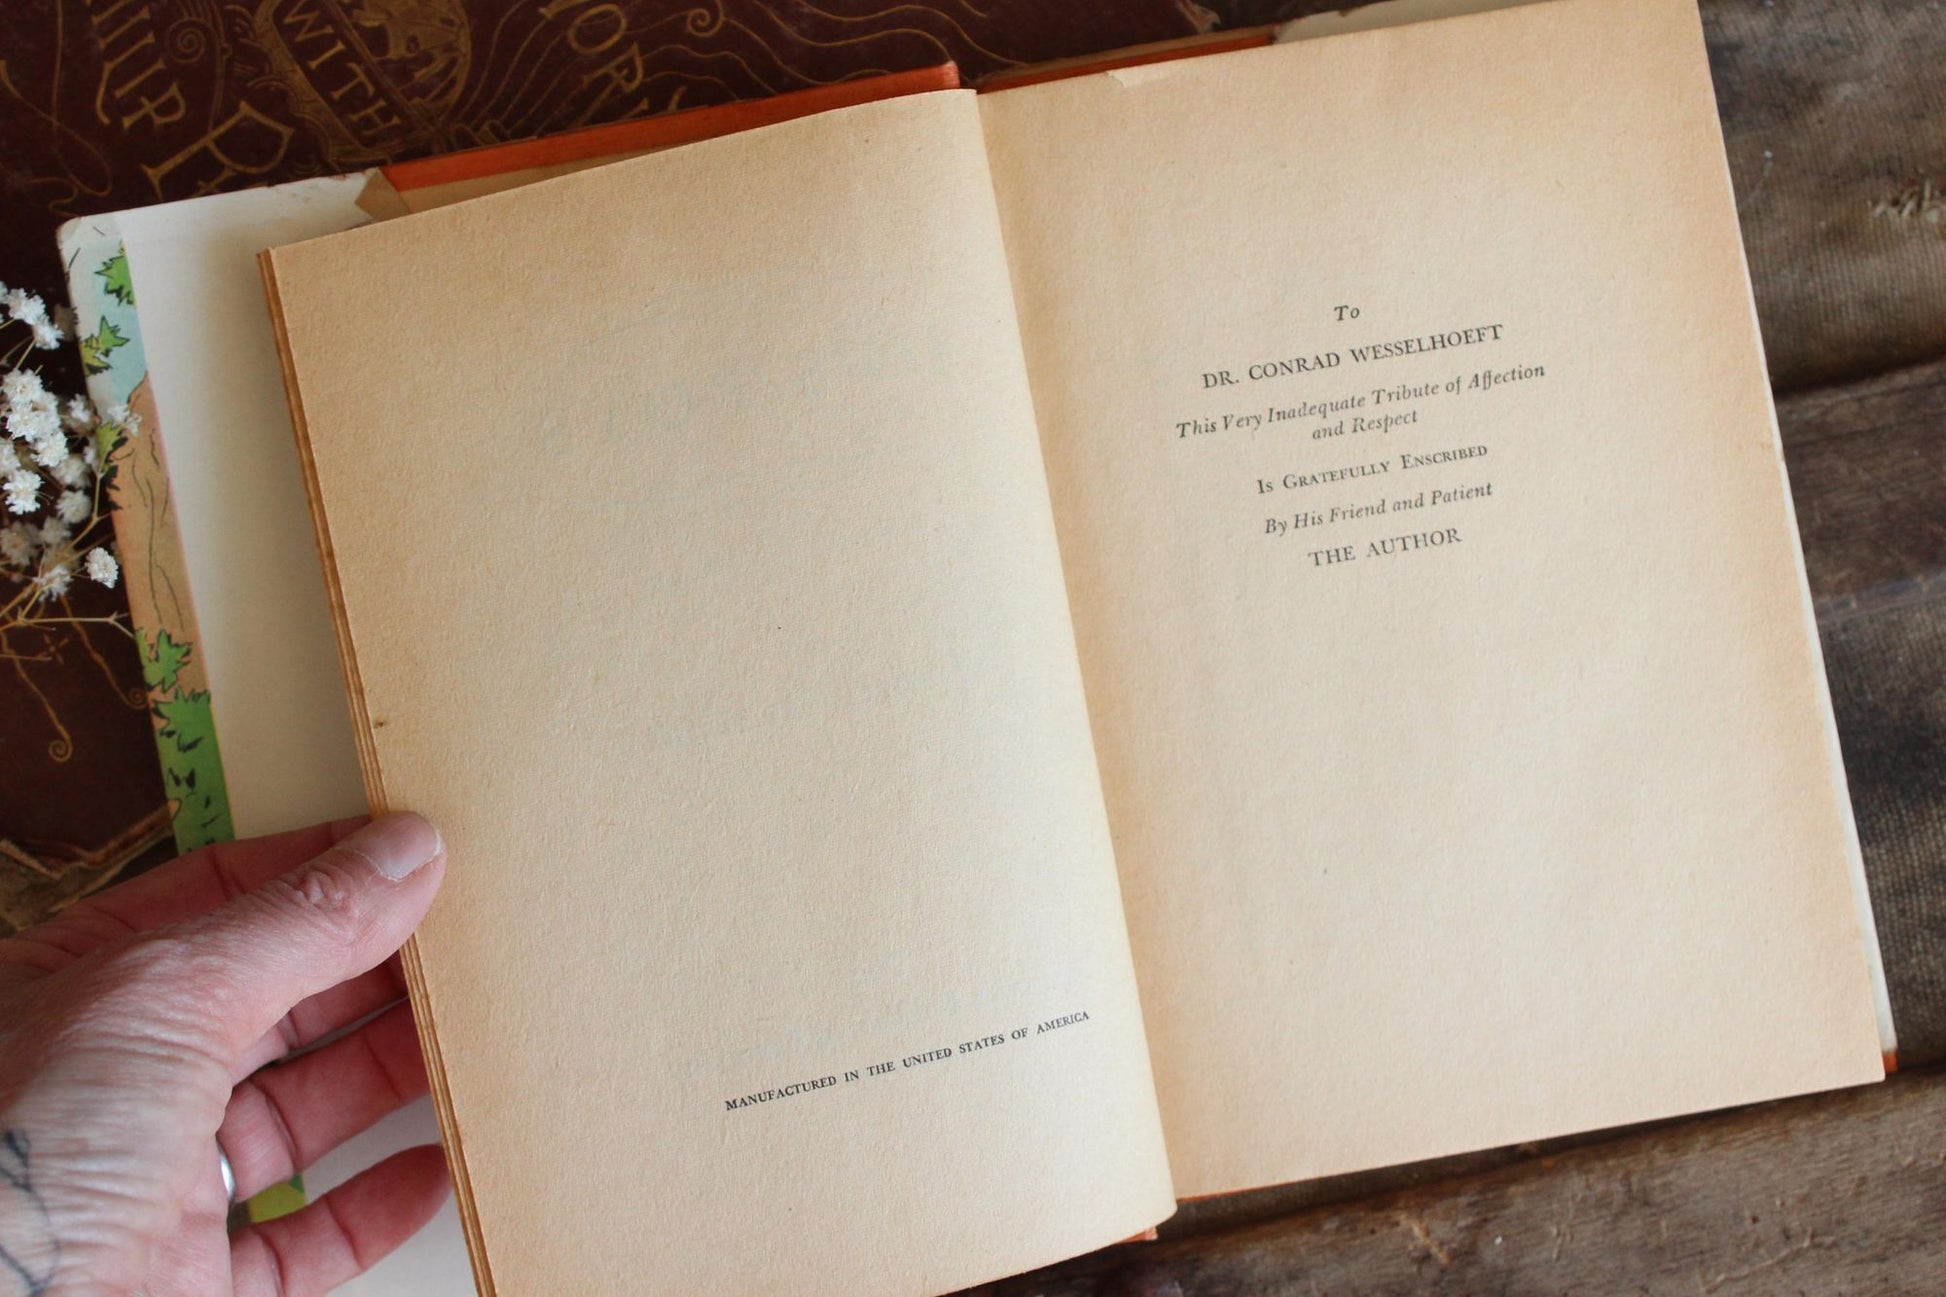 WITH
MANUFACTURED IN THE UNITED STATES OF AMERICA
To
DR. CONRAD WESSELHOEFT
This Very Inadequate Tribute of Affection
and Respect
Is Gratefully Enscribed
By His Friend and Patient
THE AUTHOR